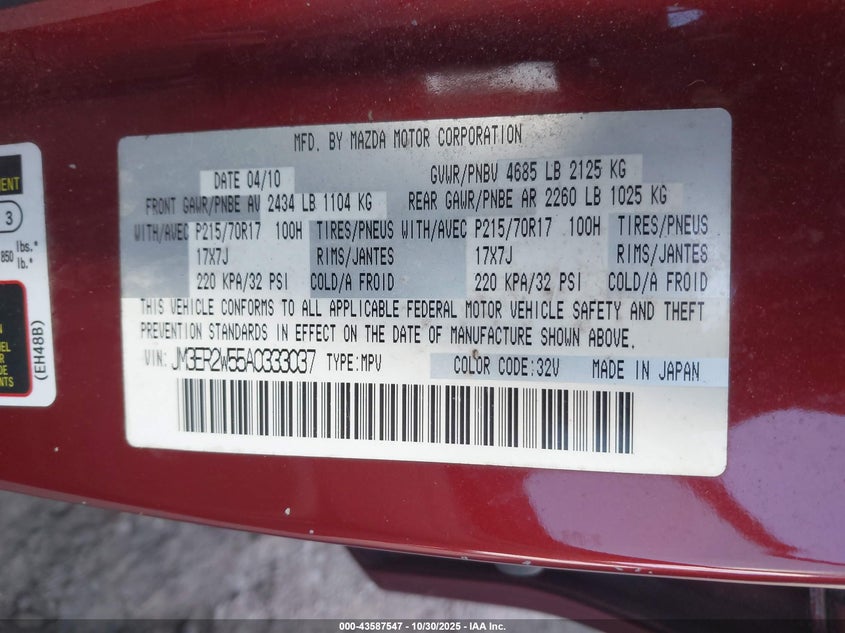 MFD. BY MAZDA MOTOR CORPORATION
DATE 04/10 GVWR/PNBV 4685 LB 2125 KG
FRONT GAWR/PNBE AV 2434 LB 1104 KG REAR GAWR/PNBE AR 2260 LB 1025 KG
WITH/AVEC P215/70R17 100H TIRES/PNEUS WITH/AVEC P215/70R17 100H TIRES/PNEUS
17X7J RIMS/JANTES 17X7J RIMS/JANTES
220 KPA/32 PSI COLD/A FROID 220 KPA/32 PSI COLD/A FROID
THIS VEHICLE CONFORMS TO ALL APPLICABLE FEDERAL MOTOR VEHICLE SAFETY AND THEFT
PREVENTION STANDARDS IN EFFECT ON THE DATE OF MANUFACTURE SHOWN ABOVE.
VIN: JM3ER2W55A0333037 TYPE:MPV COLOR CODE:32V MADE IN JAPAN
3
lbs.*
850 lb.*
(EH48B)
000-43587547 - 10/30/2025 - IAA Inc.